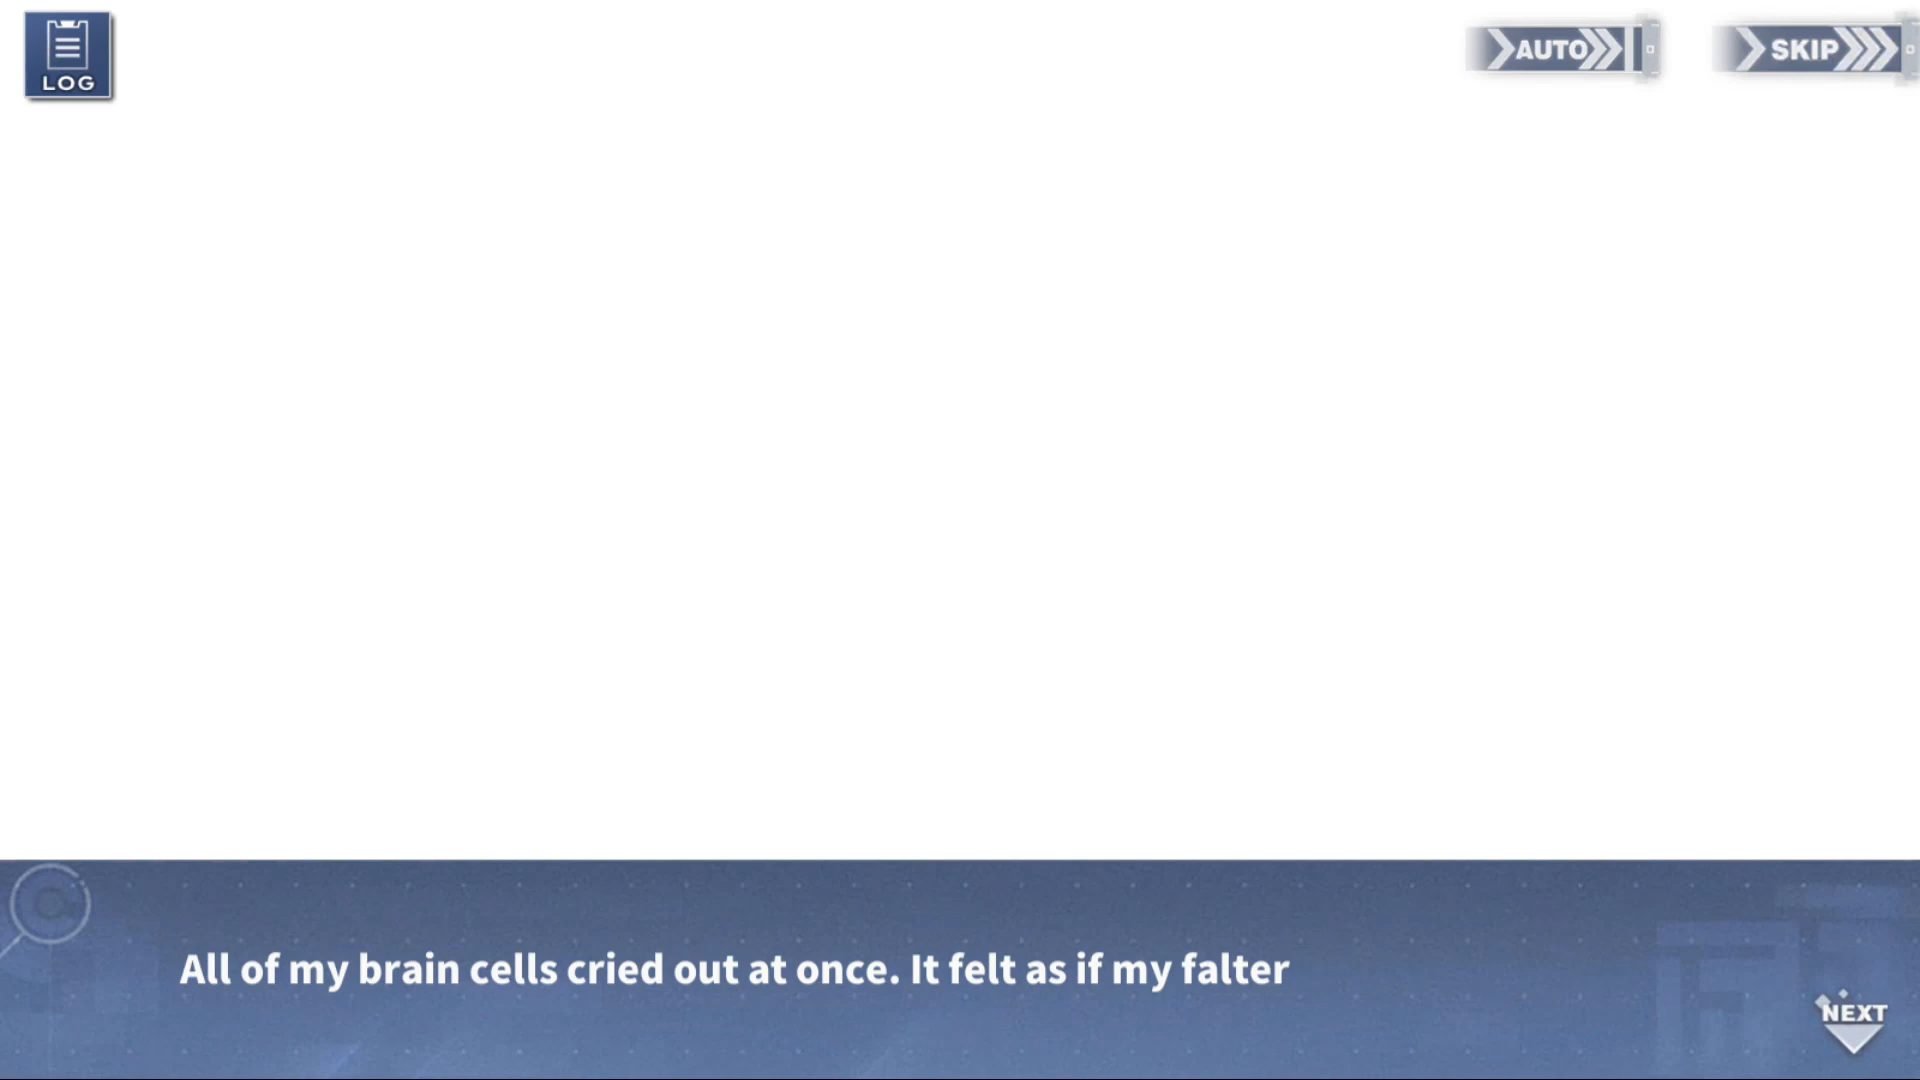 LOG
AUTO
SKIP
All of my brain cells cried out at once. It felt as if my falter
NEXT